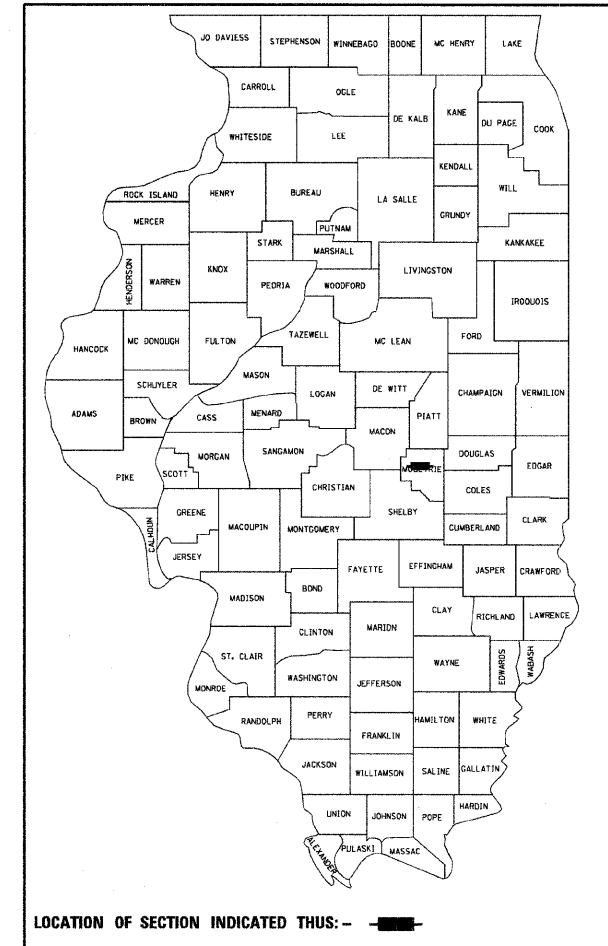 JO DAVIESS STEPHENSON WINNEBAGO BOONE MC HENRY LAKE
CARROLL OGLE DE KALB KANE DU PAGE COOK
WHITESIDE LEE
KENDALL WILL
ROCK ISLAND HENRY BUREAU LA SALLE GRUNDY
MERCER PUTNAM
STARK MARSHALL KANKAKEE
HENDERSON WARREN KNOX PEORIA WOODFORD LIVINGSTON IROQUOIS
HANCOCK MC DONOUGH FULTON TAZEWELL MC LEAN FORD
MASON
SCHUYLER LOGAN DE WITT CHAMPAIGN VERMILION
ADAMS BROWN CASS MENARD PIATT
MACON
MORGAN SANGAMON DOUGLAS EDGAR
PIKE SCOTT CHRISTIAN COLES
GREENE SHELBY
CALHOUN MACOUPIN MONTGOMERY CUMBERLAND CLARK
JERSEY FAYETTE EFFINGHAM JASPER CRAWFORD
MADISON BOND
CLAY RICHLAND LAWRENCE
CLINTON MARION
ST. CLAIR WAYNE EDWARDS WABASH
WASHINGTON JEFFERSON
MONROE
RANDOLPH PERRY HAMILTON WHITE
FRANKLIN
JACKSON WILLIAMSON SALINE GALLATIN
UNION JOHNSON POPE HARDIN
ALEXANDER PULASKI MASSAC
LOCATION OF SECTION INDICATED THUS: -